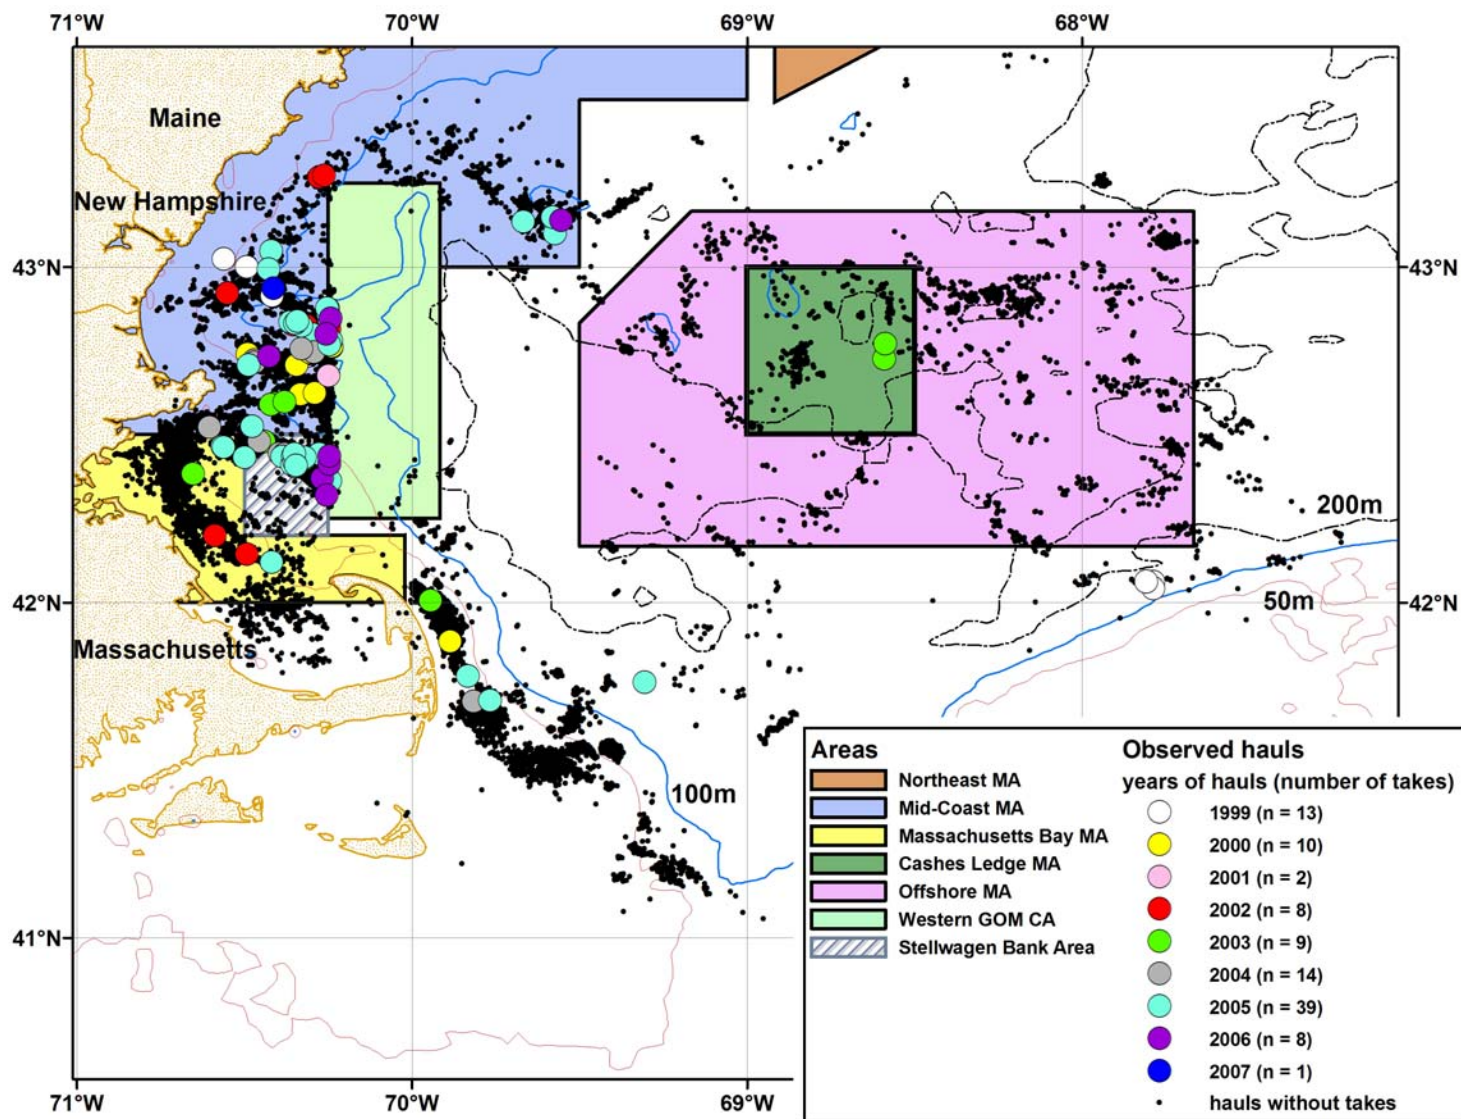 71°W 70°W 69°W 68°W
Maine
New Hampshire
43°N 43°N
200m
50m
42°N 42°N
Massachusetts
100m
41°N
71°W 70°W 69°W
Areas
Northeast MA
Mid-Coast MA
Massachusetts Bay MA
Cashes Ledge MA
Offshore MA
Western GOM CA
Stellwagen Bank Area
Observed hauls
years of hauls (number of takes)
1999 (n = 13)
2000 (n = 10)
2001 (n = 2)
2002 (n = 8)
2003 (n = 9)
2004 (n = 14)
2005 (n = 39)
2006 (n = 8)
2007 (n = 1)
hauls without takes